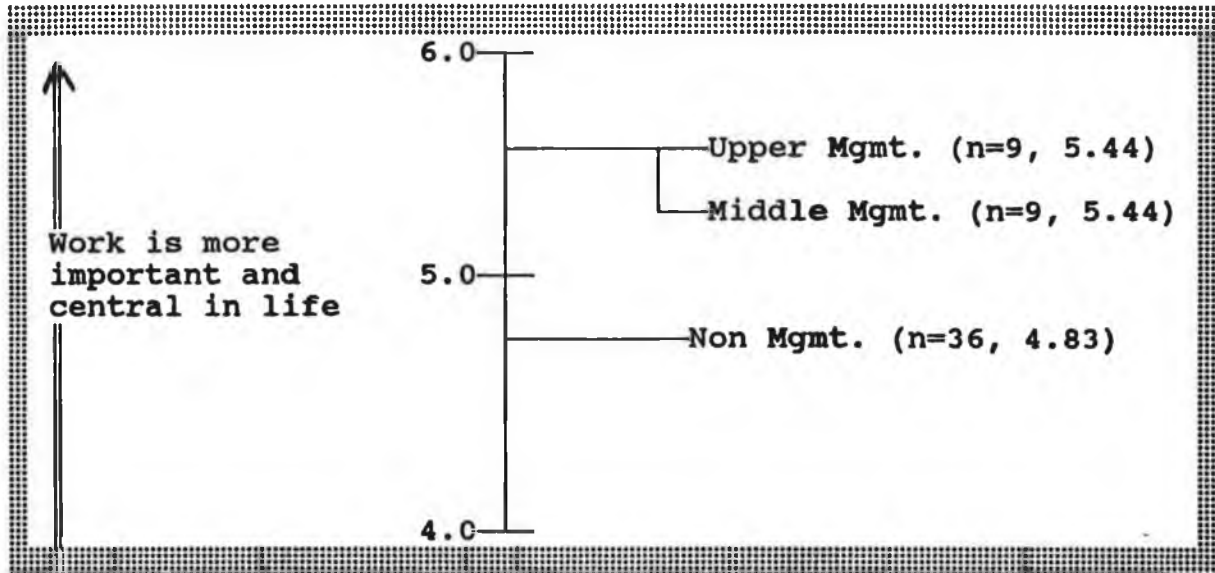 6.0
Upper Mgmt. (n=9, 5.44)
Middle Mgmt. (n=9, 5.44)
Work is more
important and
central in life
5.0
Non Mgmt. (n=36, 4.83)
4.0